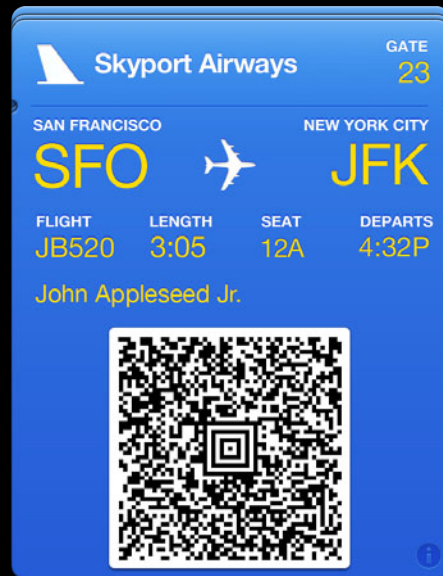 Skyport Airways
GATE
23
SAN FRANCISCO NEW YORK CITY
SFO JFK
FLIGHT LENGTH SEAT DEPARTS
JB520 3:05 12A 4:32P
John Appleseed Jr.